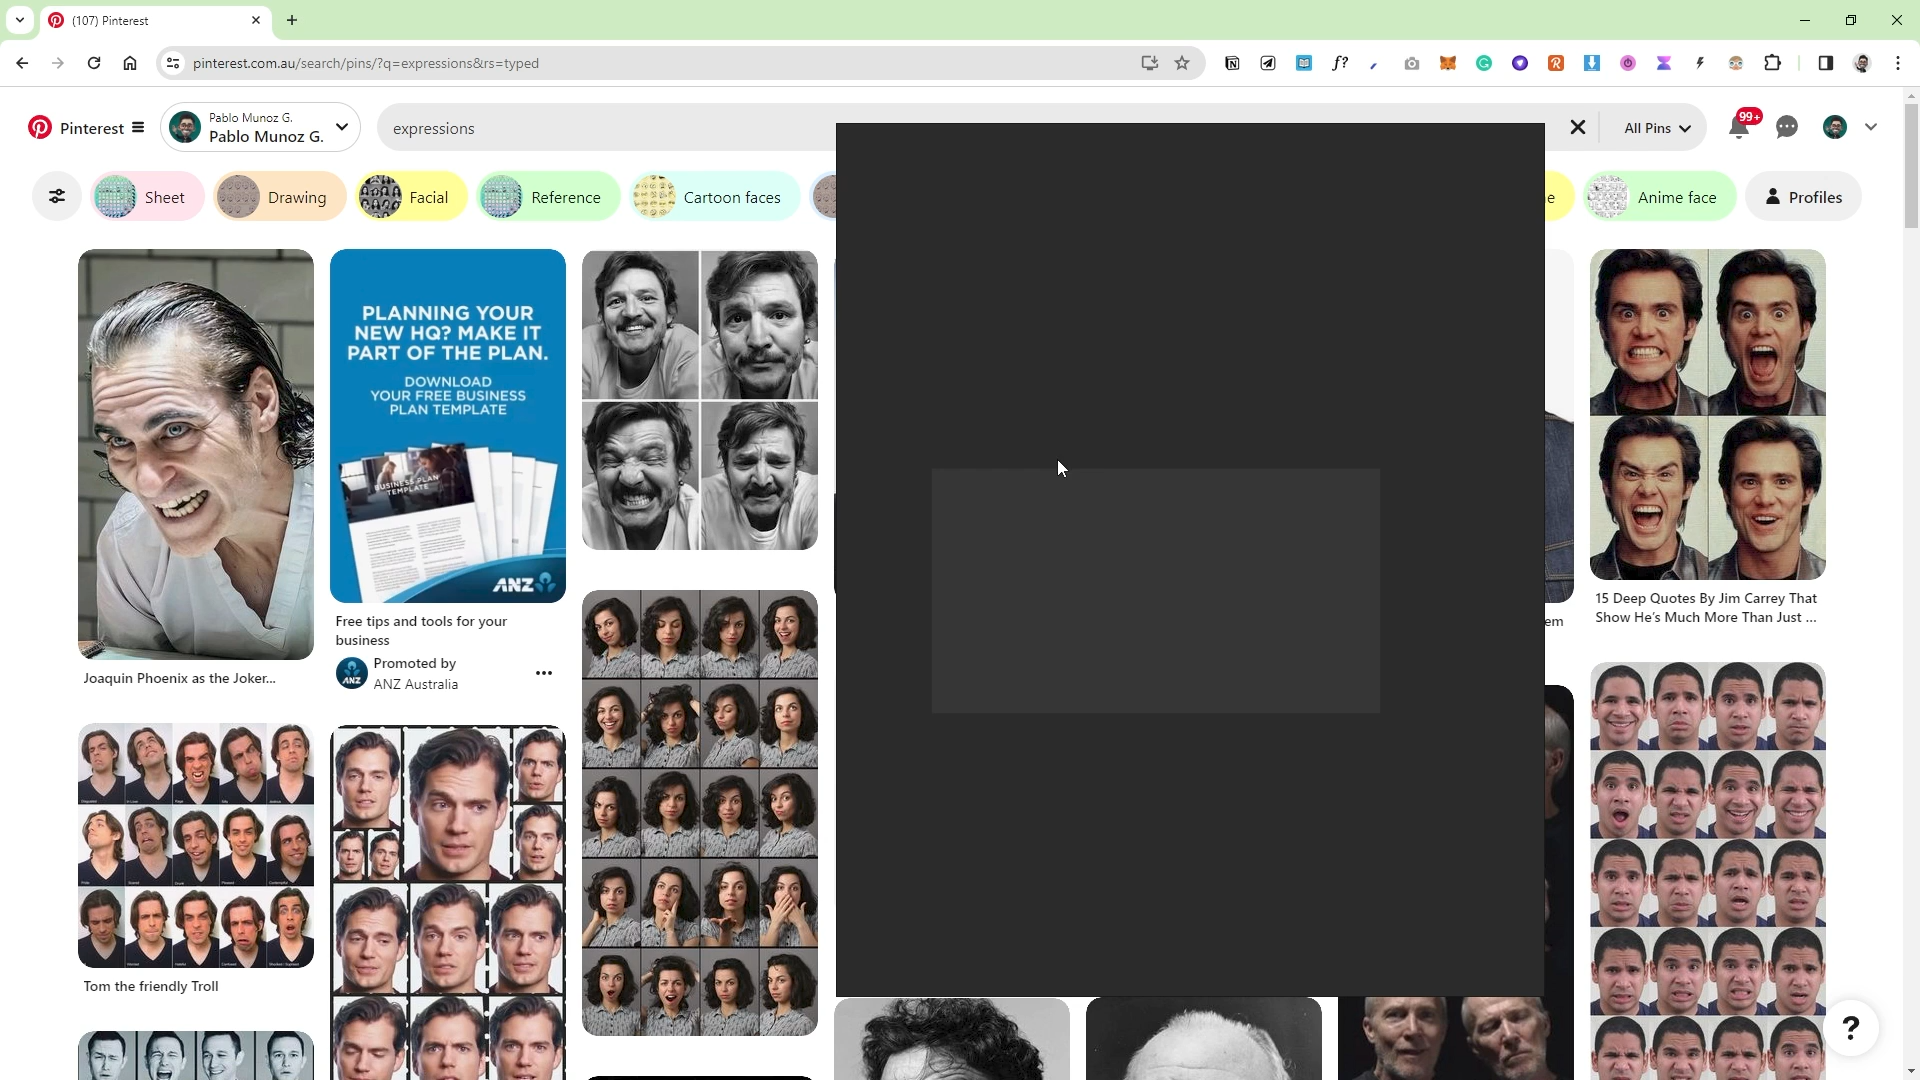 (107) Pinterest
pinterest.com.au/search/pins/?q=expressions&rs=typed
Pinterest
Pablo Munoz G.
Pablo Munoz G.
expressions
All Pins
99+
Sheet
Drawing
Facial
Reference
Cartoon faces
e
Anime face
Profiles
PLANNING YOUR
NEW HQ? MAKE IT
PART OF THE PLAN.
DOWNLOAD
YOUR FREE BUSINESS
PLAN TEMPLATE
BUSINESS PLAN
TEMPLATE
ANZ
Free tips and tools for your
business
Promoted by
ANZ Australia
Joaquin Phoenix as the Joker...
em
15 Deep Quotes By Jim Carrey That
Show He's Much More Than Just ...
Tom the friendly Troll
?